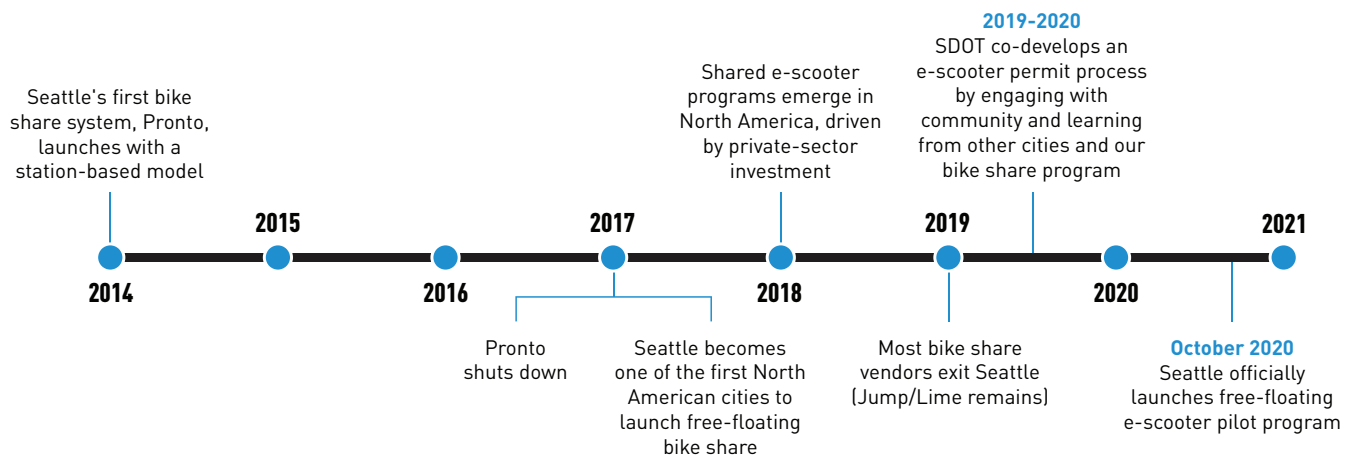 Seattle's first bike
share system, Pronto,
launches with a
station-based model
Shared e-scooter
programs emerge in
North America, driven
by private-sector
investment
2019-2020
SDOT co-develops an
e-scooter permit process
by engaging with
community and learning
from other cities and our
bike share program
2014
2015
2016
2017
2018
2019
2020
2021
Pronto
shuts down
Seattle becomes
one of the first North
American cities to
launch free-floating
bike share
Most bike share
vendors exit Seattle
(Jump/Lime remains)
October 2020
Seattle officially
launches free-floating
e-scooter pilot program